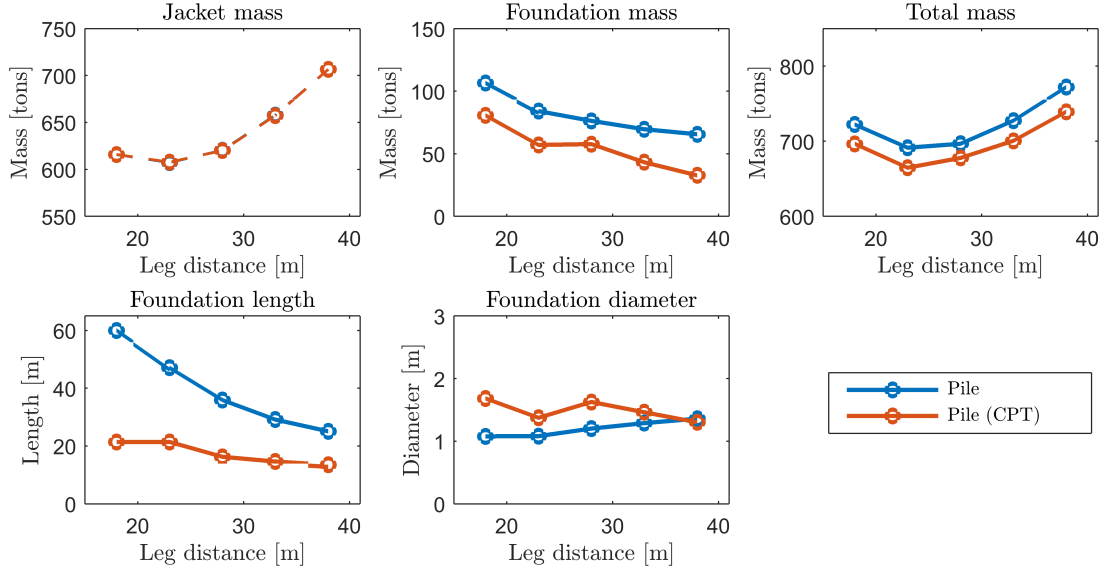 Jacket mass
750
700
650
600
550
Mass [tons]
20 30 40
Leg distance [m]
Foundation mass
150
100
50
0
Mass [tons]
20 30 40
Leg distance [m]
Total mass
800
700
600
Mass [tons]
20 30 40
Leg distance [m]
Foundation length
60
40
20
0
Length [m]
20 30 40
Leg distance [m]
Foundation diameter
3
2
1
0
Diameter [m]
20 30 40
Leg distance [m]
Pile
Pile (CPT)